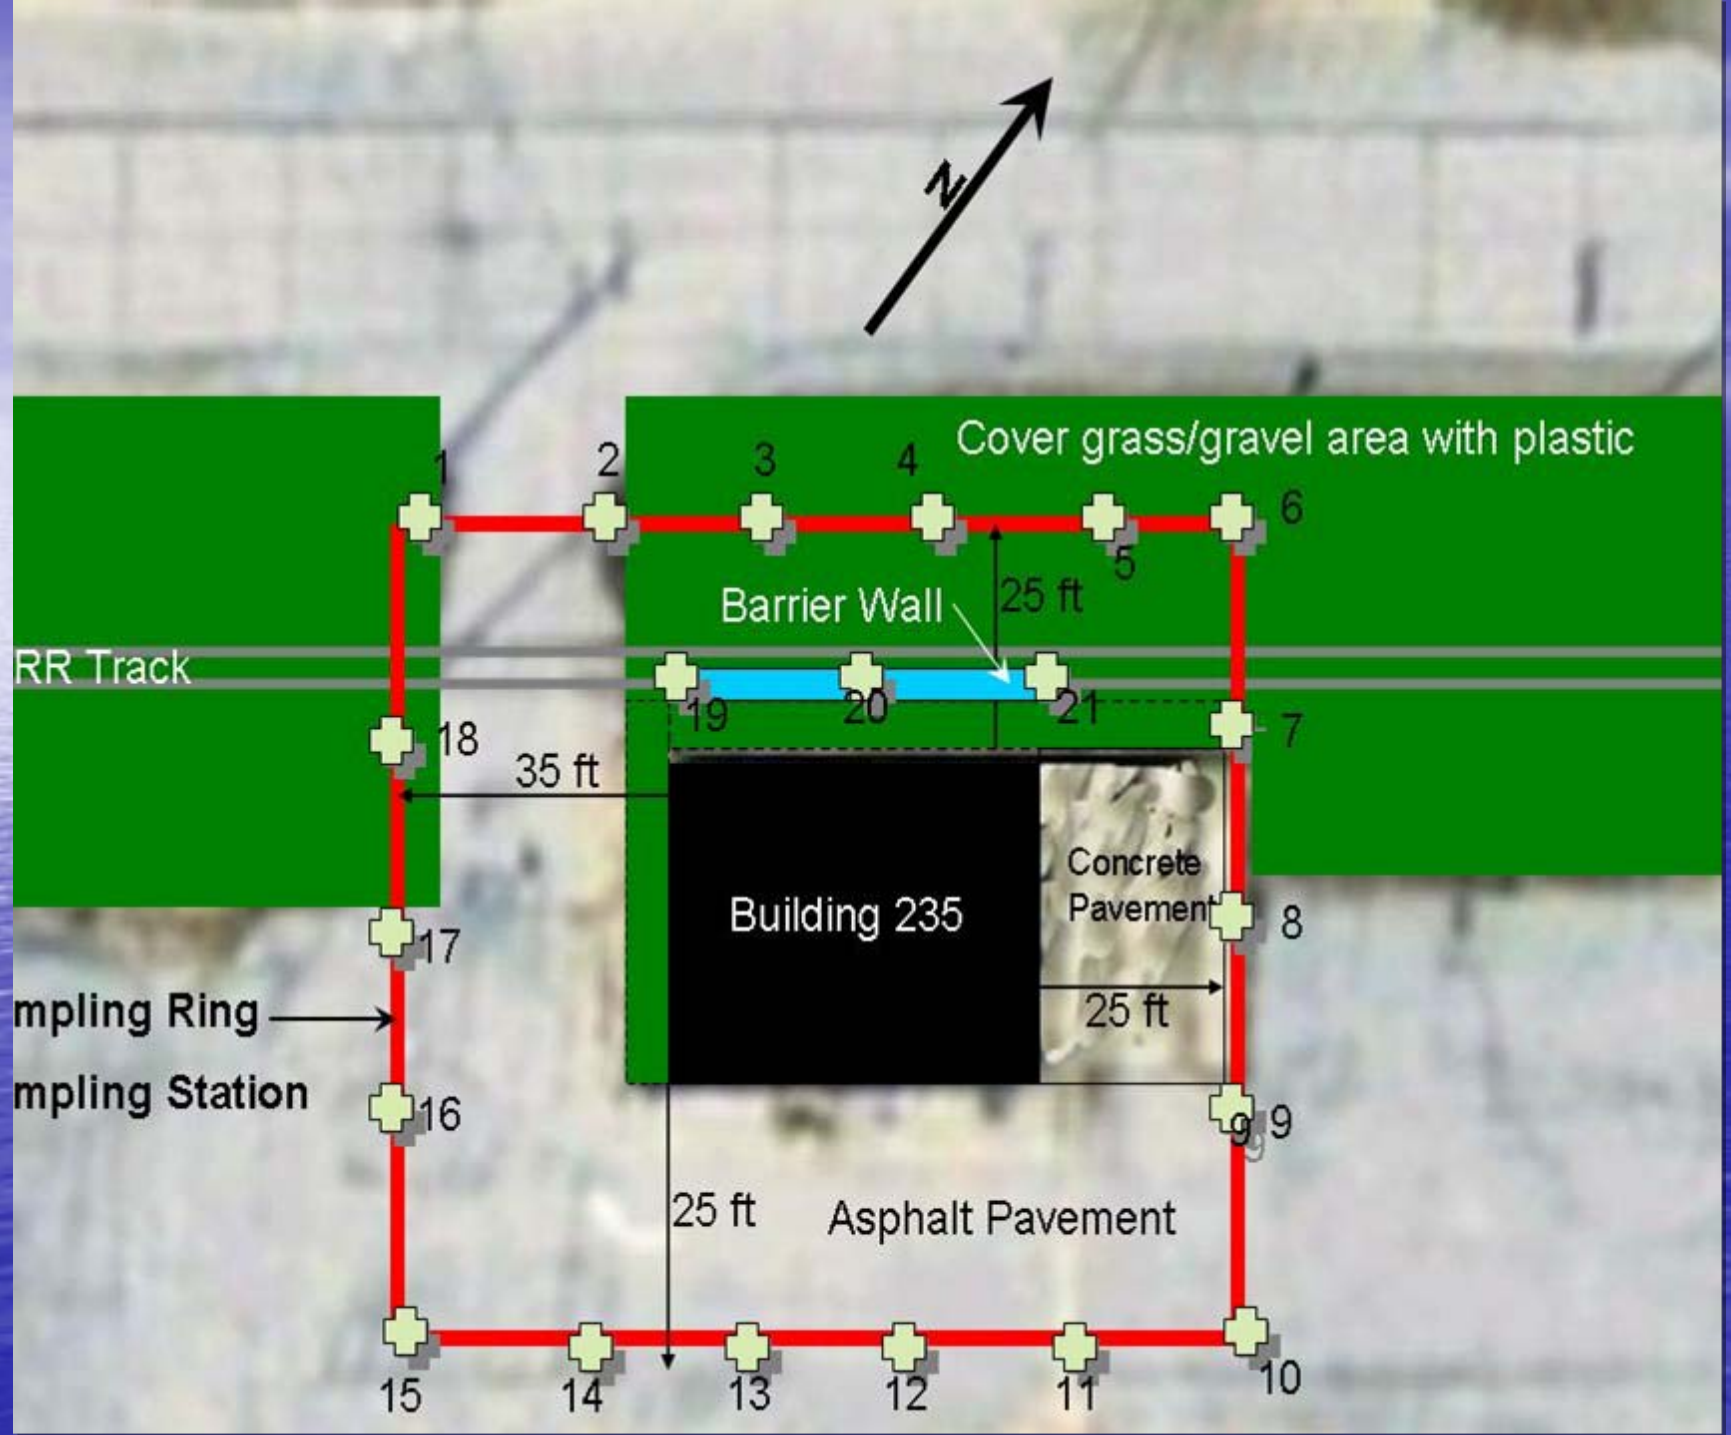 N
Cover grass/gravel area with plastic
1
2
3
4
5
6
25 ft
Barrier Wall
RR Track
19
20
21
7
18
35 ft
Concrete
Pavement
Building 235
8
17
25 ft
mpling Ring
mpling Station
16
9
9
9
25 ft
Asphalt Pavement
15
14
13
12
11
10